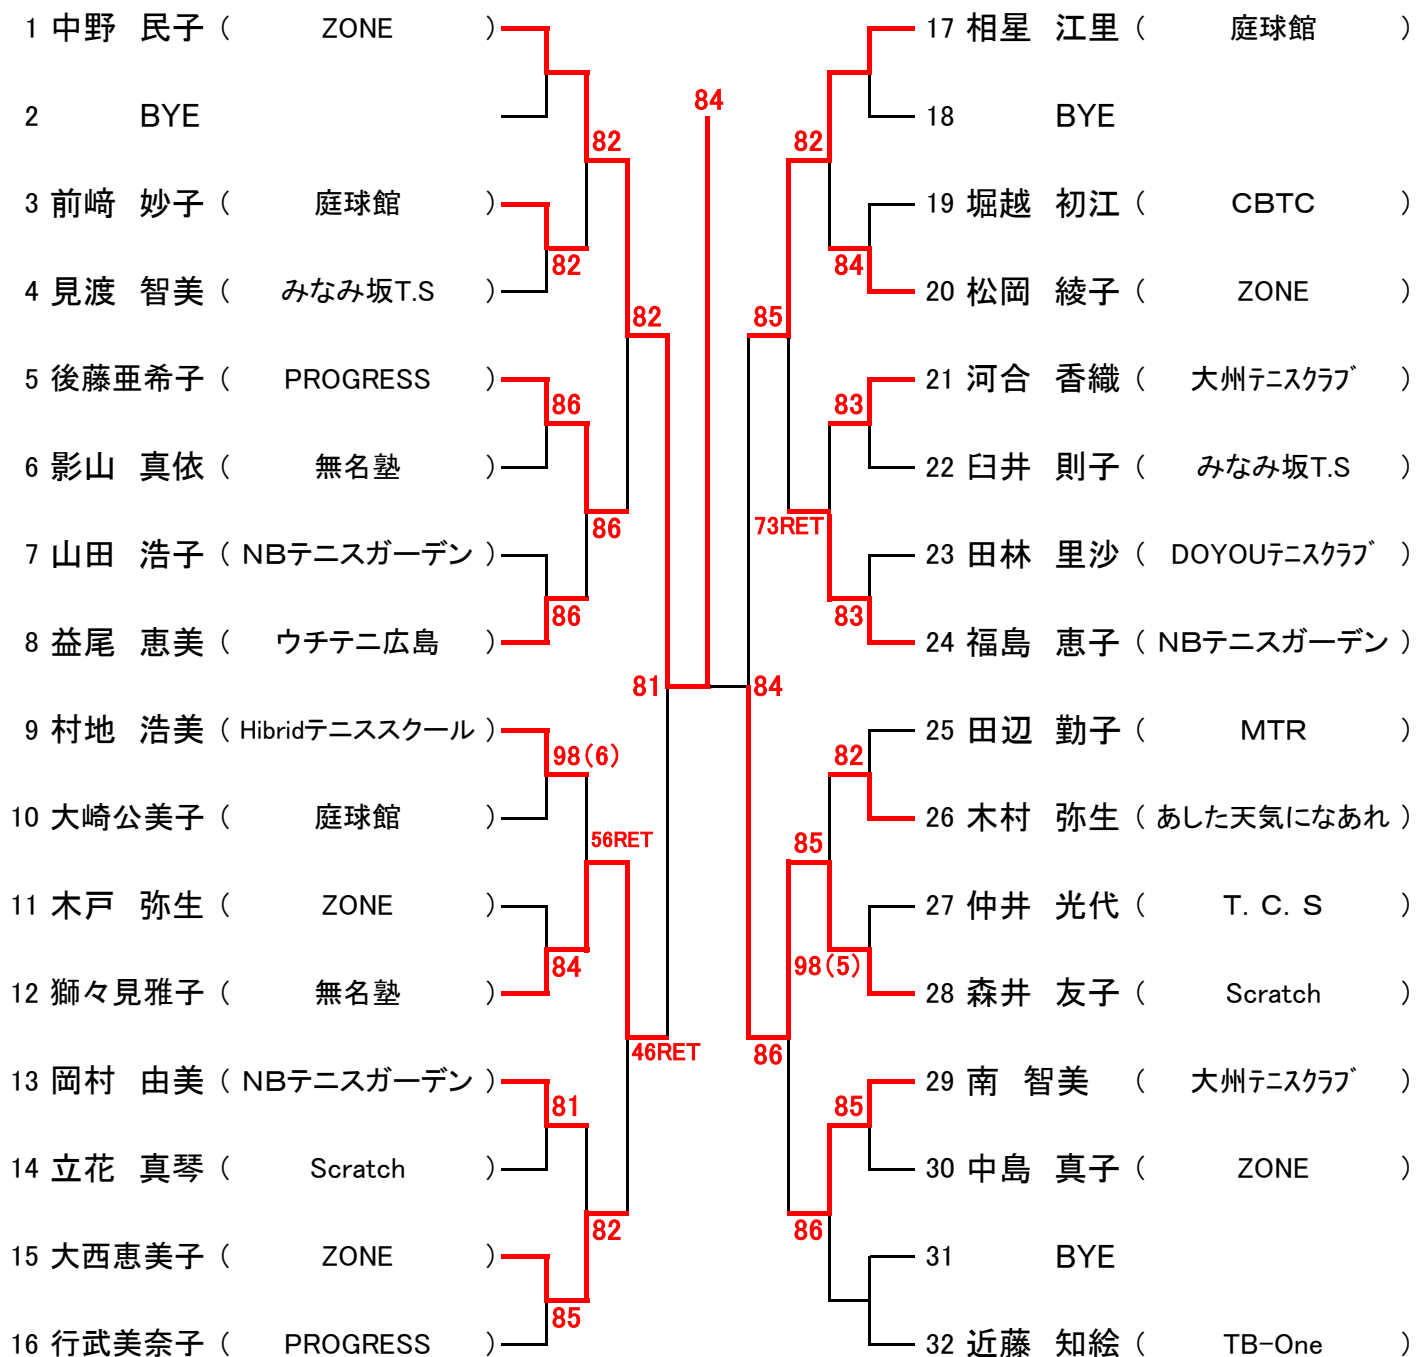 1 中野　民子（ ZONE ）
2 BYE
3 前﨑　妙子（ 庭球館 ）
4 見渡　智美（ みなみ坂T.S ）
5 後藤亜希子（ PROGRESS ）
6 影山　真依（ 無名塾 ）
7 山田　浩子（ NBテニスガーデン ）
8 益尾　恵美（ ウチテニ広島 ）
9 村地　浩美（ Hibridテニススクール ）
10 大崎公美子（ 庭球館 ）
11 木戸　弥生（ ZONE ）
12 獅々見雅子（ 無名塾 ）
13 岡村　由美（ NBテニスガーデン ）
14 立花　真琴（ Scratch ）
15 大西恵美子（ ZONE ）
16 行武美奈子（ PROGRESS ）
82
86
86
98(6)
84
81
85
82
86
56RET
82
82
46RET
81
84
84
85
86
82
73RET
85
86
84
83
83
82
98(5)
85
17 相星　江里（ 庭球館 ）
18 BYE
19 堀越　初江（ CBTC ）
20 松岡　綾子（ ZONE ）
21 河合　香織（ 大州ﾃﾆｽｸﾗﾌﾞ ）
22 臼井　則子（ みなみ坂T.S ）
23 田林　里沙（ DOYOUﾃﾆｽｸﾗﾌﾞ ）
24 福島　恵子（ NBテニスガーデン ）
25 田辺　勤子（ MTR ）
26 木村　弥生（ あした天気になあれ ）
27 仲井　光代（ T．C．S ）
28 森井　友子（ Scratch ）
29 南　智美（ 大州ﾃﾆｽｸﾗﾌﾞ ）
30 中島　真子（ ZONE ）
31 BYE
32 近藤　知絵（ TB-One ）